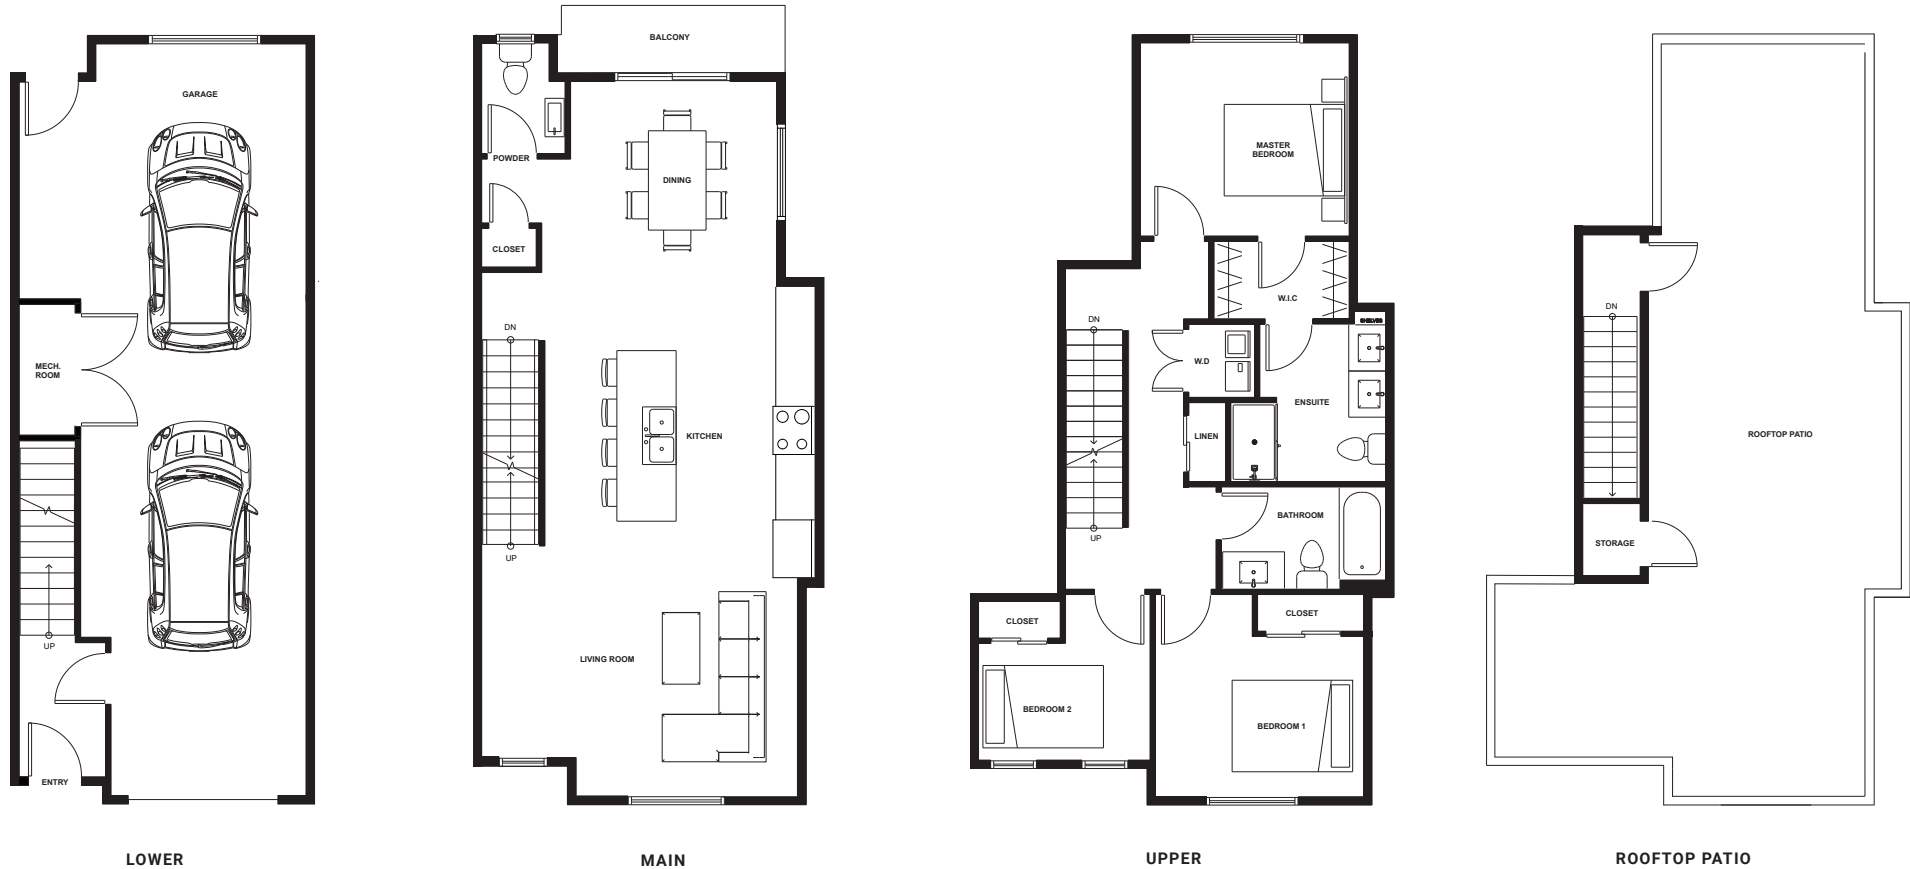 GARAGE
MECH.
ROOM
UP
ENTRY
LOWER
BALCONY
POWDER
DINING
CLOSET
DN
KITCHEN
UP
LIVING ROOM
MAIN
MASTER
BEDROOM
W.I.C
SHELVES
DN
W.D
ENSUITE
LINEN
BATHROOM
UP
CLOSET
CLOSET
BEDROOM 2
BEDROOM 1
UPPER
DN
ROOFTOP PATIO
STORAGE
ROOFTOP PATIO